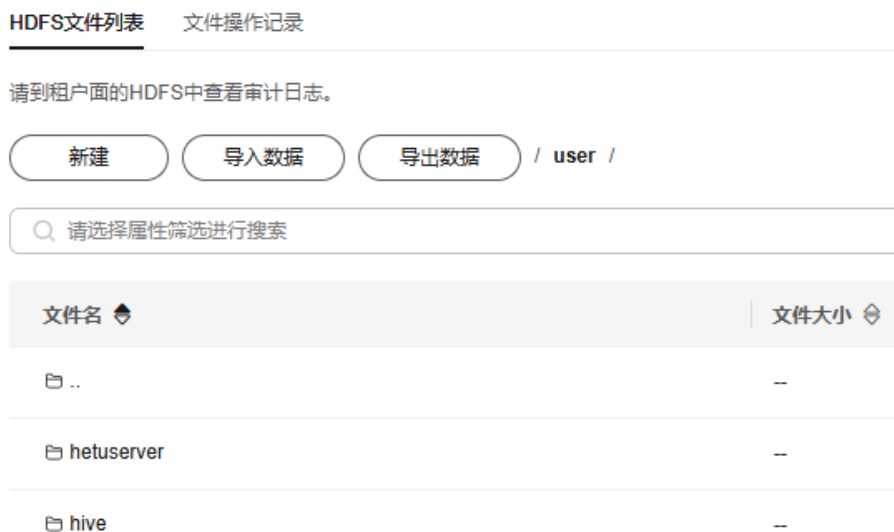 HDFS文件列表 文件操作记录
请到租户面的HDFS中查看审计日志。
新建 导入数据 导出数据 / user /
请选择属性筛选进行搜索
文件名 文件大小
.. --
hetuserver --
hive --